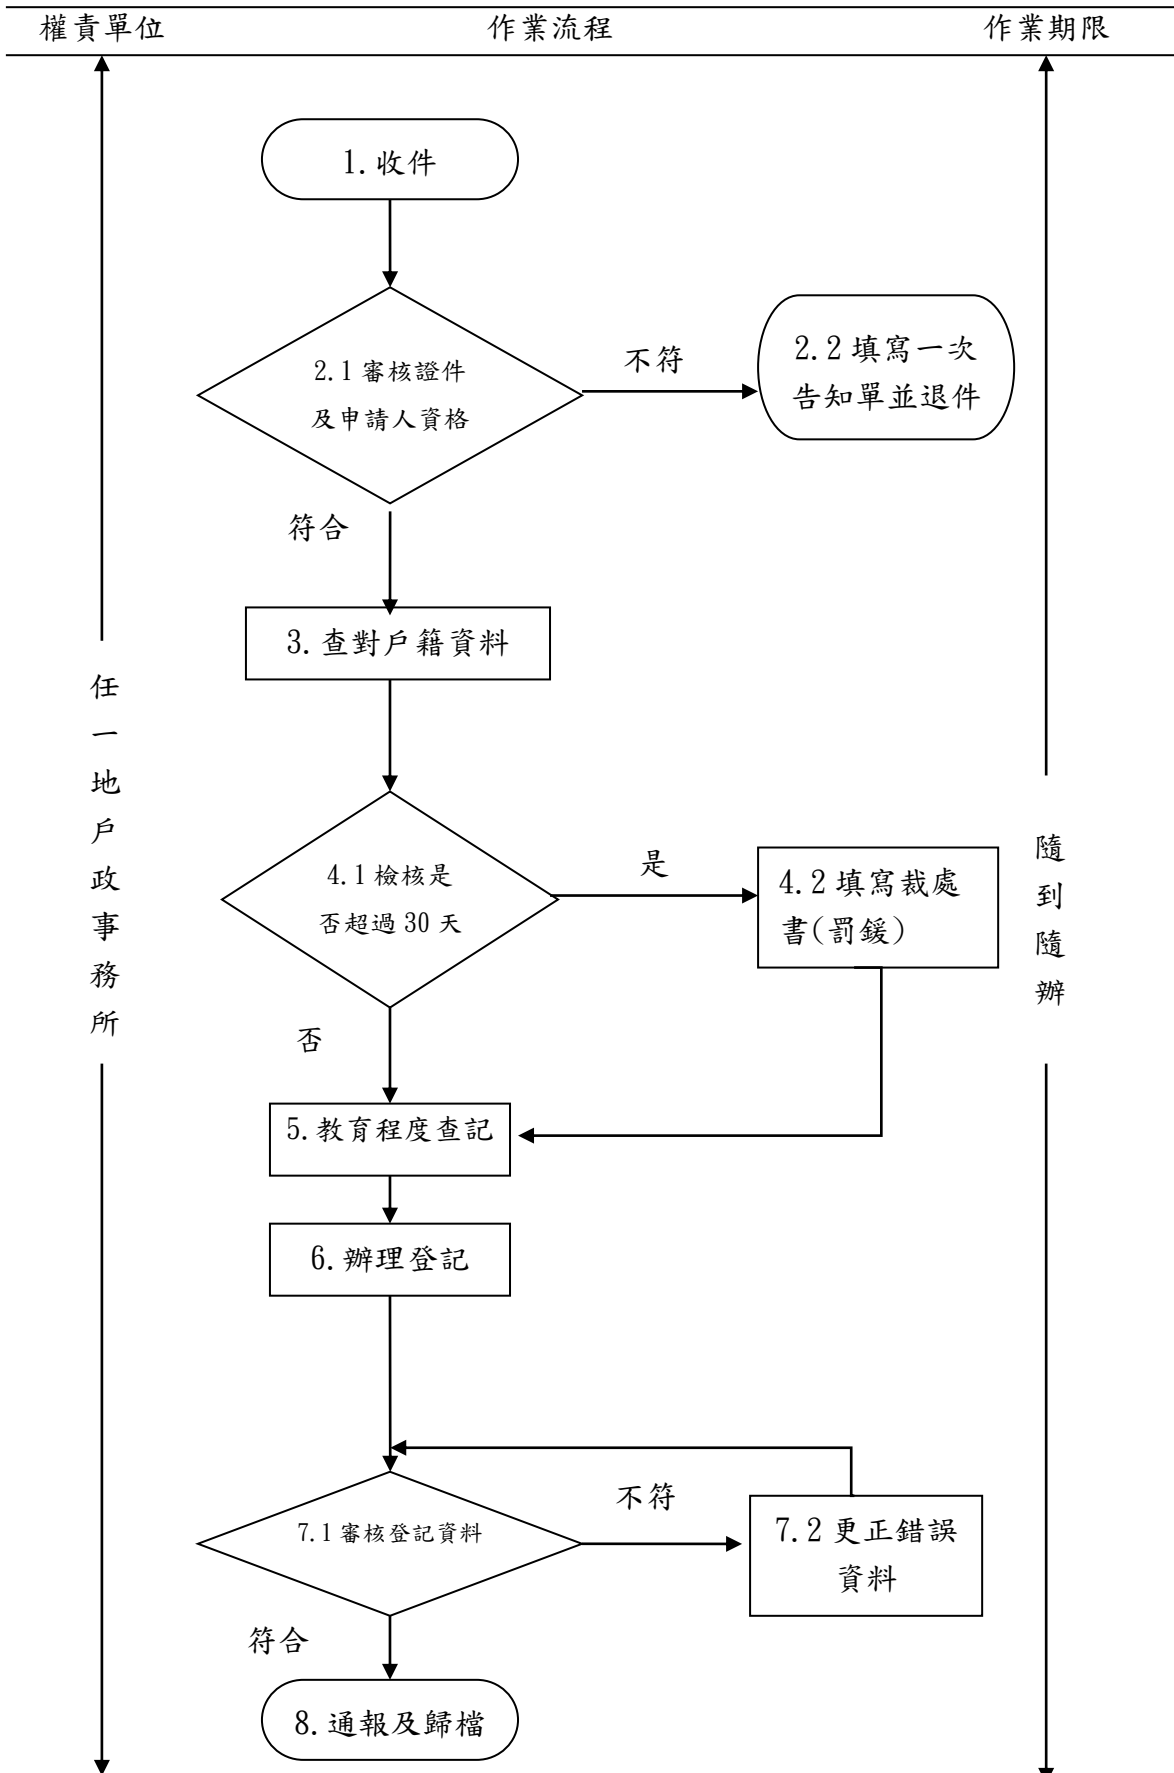 權責單位
作業流程
作業期限
1.收件
2.1審核證件
及申請人資格
不符
2.2填寫一次
告知單並退件
符合
3.查對戶籍資料
任
一
地
戶
政
事
務
所
4.1檢核是
否超過30天
是
4.2填寫裁處
書(罰鍰)
隨
到
隨
辦
否
5.教育程度查記
6.辦理登記
7.1審核登記資料
不符
7.2更正錯誤
資料
符合
8.通報及歸檔